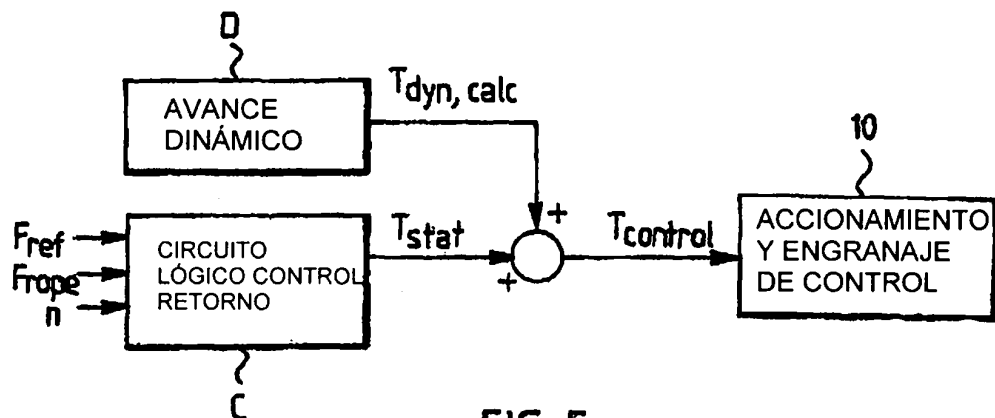 D
AVANCE
DINÁMICO
Tdyn, calc
10
Fref
Frope
n
CIRCUITO
LÓGICO CONTROL
RETORNO
Tstat
+
+
Tcontrol
ACCIONAMIENTO
Y ENGRANAJE
DE CONTROL
C